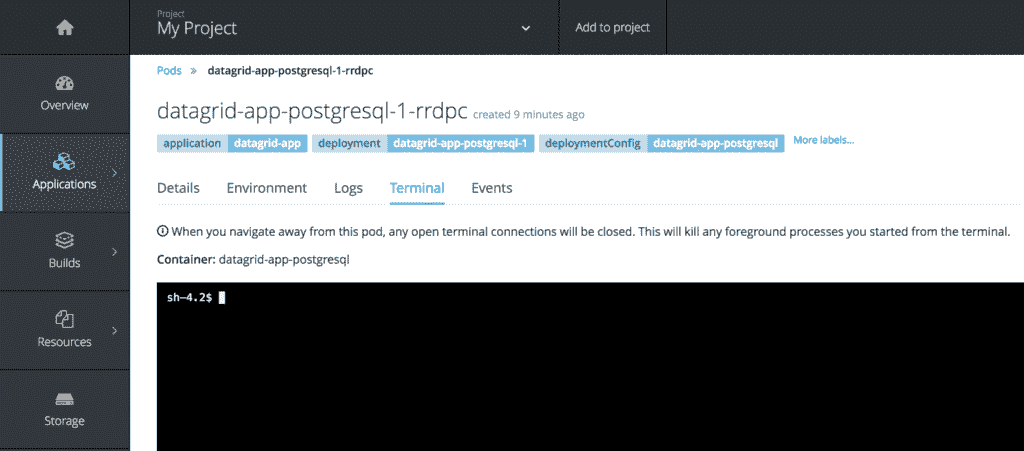 Project
My Project
Add to project
Overview
Applications
Builds
Resources
Storage
Pods » datagrid-app-postgresql-1-rrdpc
datagrid-app-postgresql-1-rrdpc created 9 minutes ago
application datagrid-app deployment datagrid-app-postgresql-1 deploymentConfig datagrid-app-postgresql More labels...
Details Environment Logs Terminal Events
When you navigate away from this pod, any open terminal connections will be closed. This will kill any foreground processes you started from the terminal.
Container: datagrid-app-postgresql
sh-4.2$